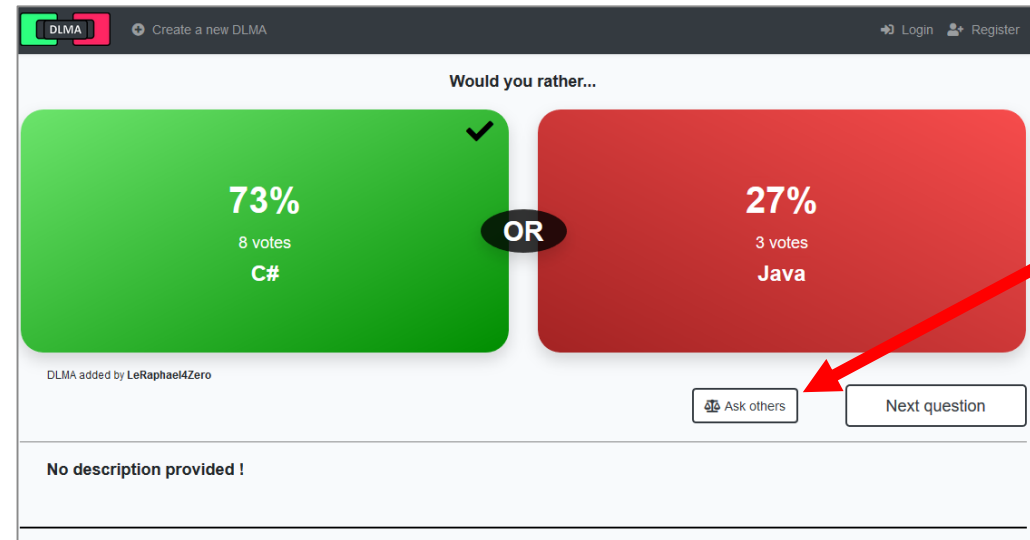 DLMA
Create a new DLMA
Login
Register
Would you rather...
73%
8 votes
C#
OR
27%
3 votes
Java
DLMA added by LeRaphael4Zero
Ask others
Next question
No description provided !